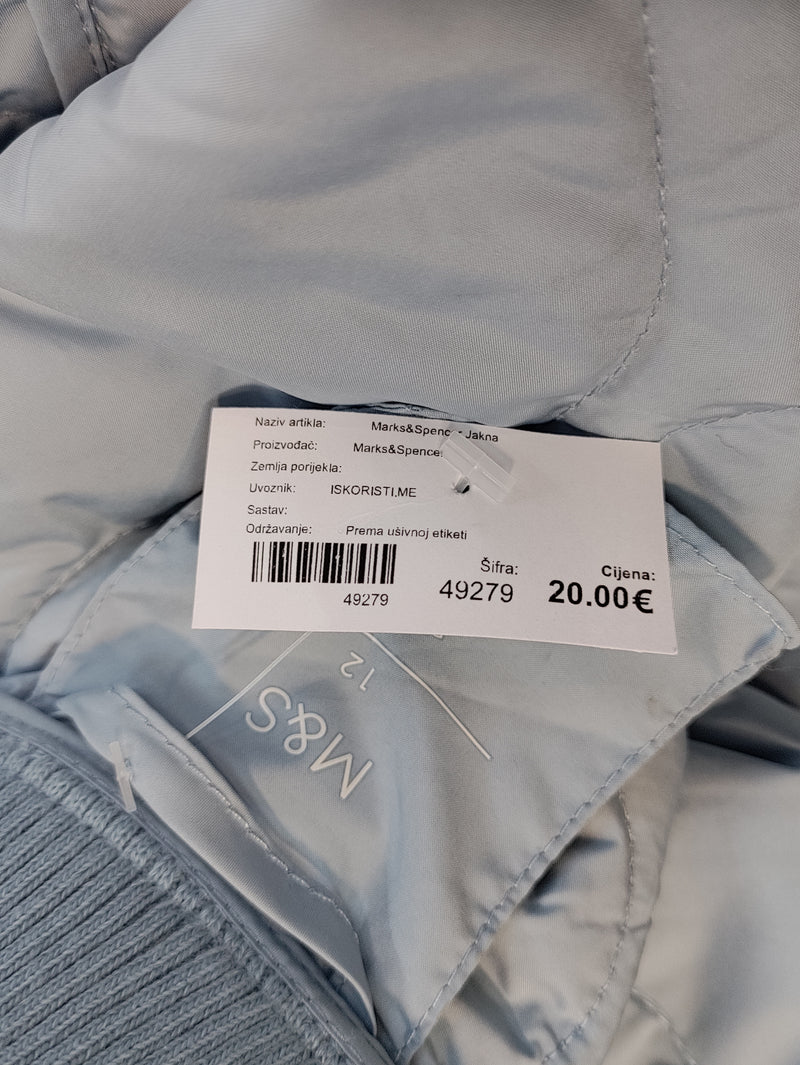 Naziv artikla: Marks&Spencer Jakna
Proizvođač: Marks&Spencer
Zemlja porijekla:
Uvoznik: ISKORISTI.ME
Sastav:
Održavanje: Prema ušivnoj etiketi
Šifra: Cijena:
49279 49279 20.00€
12
M&S